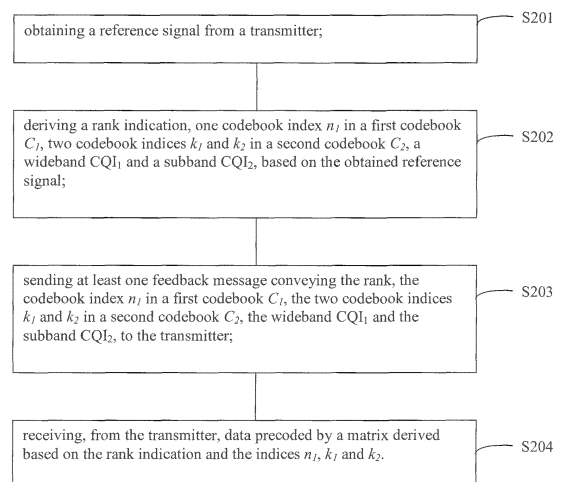 obtaining a reference signal from a transmitter;
S201
deriving a rank indication, one codebook index n₁ in a first codebook
C₁, two codebook indices k₁ and k₂ in a second codebook C₂, a
wideband CQI₁ and a subband CQI₂, based on the obtained reference
signal;
S202
sending at least one feedback message conveying the rank, the
codebook index n₁ in a first codebook C₁, the two codebook indices
k₁ and k₂ in a second codebook C₂, the wideband CQI₁ and the
subband CQI₂, to the transmitter;
S203
receiving, from the transmitter, data precoded by a matrix derived
based on the rank indication and the indices n₁, k₁ and k₂.
S204